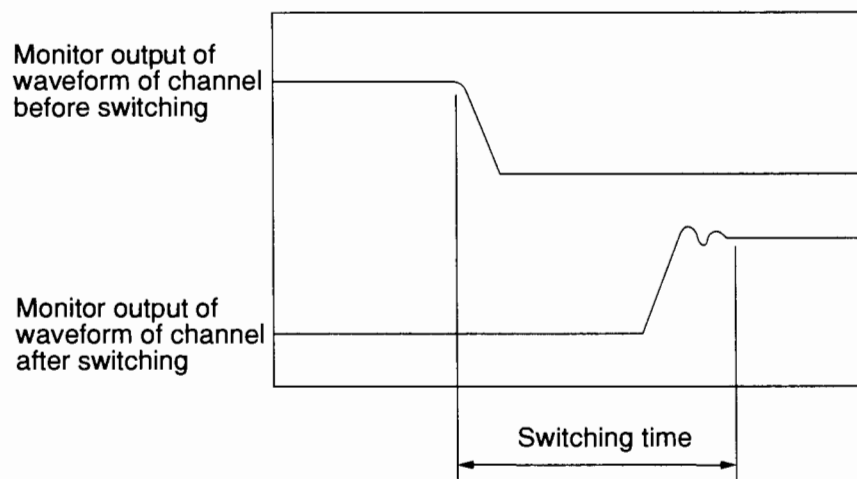 Monitor output of
waveform of channel
before switching
Monitor output of
waveform of channel
after switching
Switching time